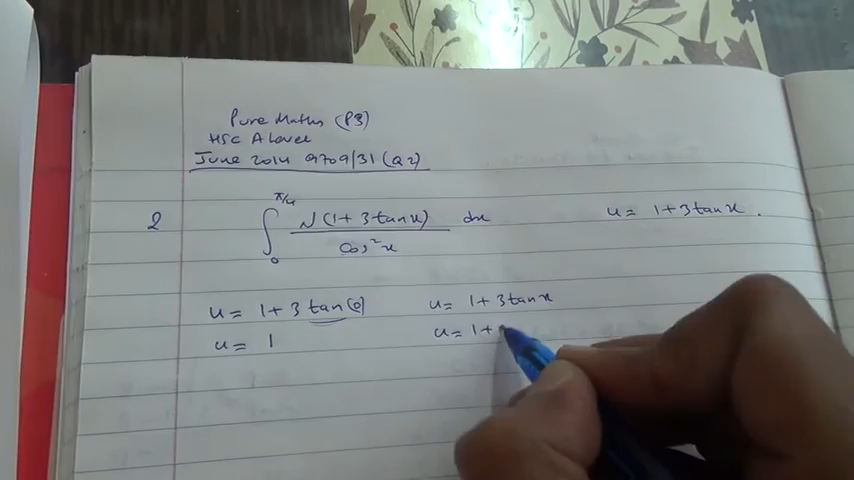 Pure Maths (P3)
HSC A Level
June 2014 9709/31 (Q2)
2 ∫₀^π/4 √(1+3tanx) / Cos²x dx u = 1+3tanx.
u = 1+3 tan(0) u = 1+3tanx
u = 1 u = 1+